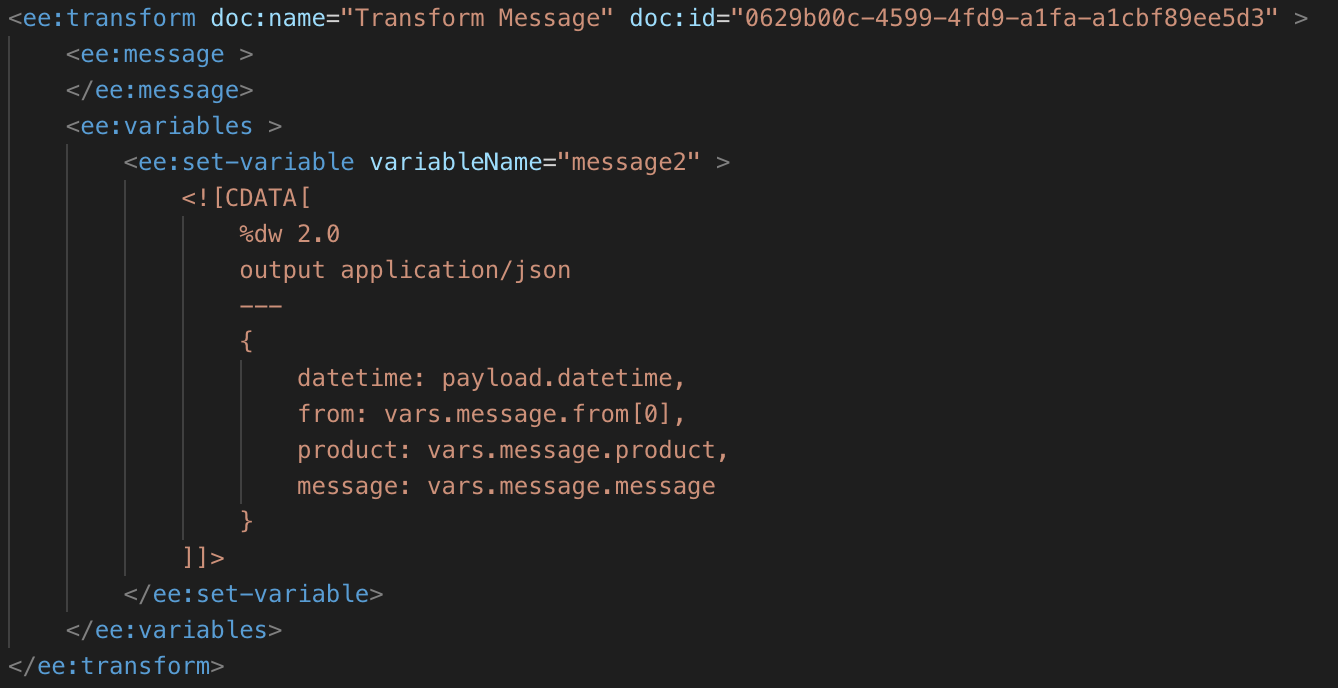 <ee:transform doc:name="Transform Message" doc:id="0629b00c-4599-4fd9-a1fa-a1cbf89ee5d3" >
    <ee:message >
    </ee:message>
    <ee:variables >
        <ee:set-variable variableName="message2" >
            <![CDATA[
                %dw 2.0
                output application/json
                ---
                {
                    datetime: payload.datetime,
                    from: vars.message.from[0],
                    product: vars.message.product,
                    message: vars.message.message
                }
            ]]>
        </ee:set-variable>
    </ee:variables>
</ee:transform>